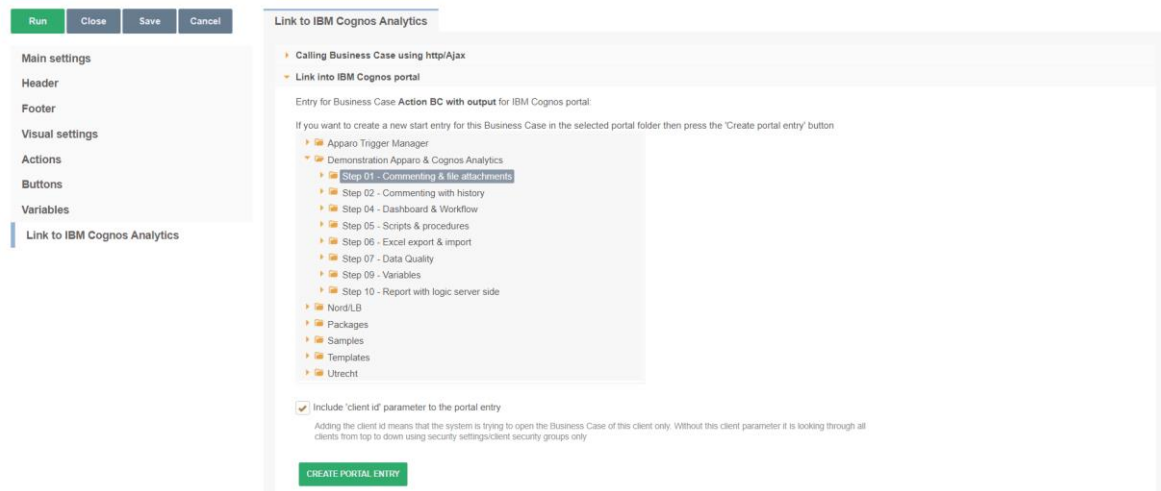 Run Close Save Cancel
Main settings
Header
Footer
Visual settings
Actions
Buttons
Variables
Link to IBM Cognos Analytics
Link to IBM Cognos Analytics
Calling Business Case using http/Ajax
Link into IBM Cognos portal
Entry for Business Case Action BC with output for IBM Cognos portal
If you want to create a new start entry for this Business Case in the selected portal folder then press the 'Create portal entry' button
Apparo Trigger Manager
Demonstration Apparo & Cognos Analytics
Step 01 - Commenting & file attachments
Step 02 - Commenting with history
Step 04 - Dashboard & Workflow
Step 05 - Scripts & procedures
Step 06 - Excel export & import
Step 07 - Data Quality
Step 09 - Variables
Step 10 - Report with logic server side
Nord/LB
Packages
Samples
Templates
Utrecht
Include 'client id' parameter to the portal entry
Adding the client id means that the system is trying to open the Business Case of this client only. Without this client parameter it is looking through all
clients from top to down using security settings/client security groups only
CREATE PORTAL ENTRY